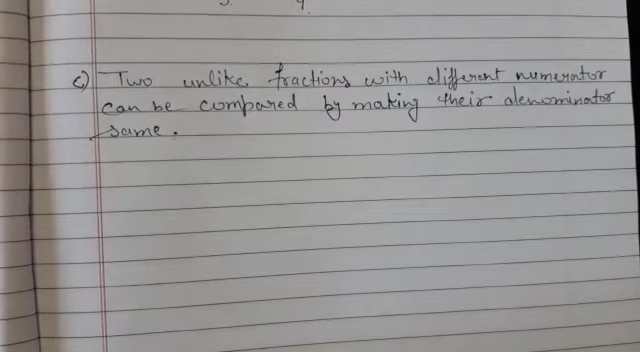 c) Two unlike fractions with different numerator
can be compared by making their denominator
same.